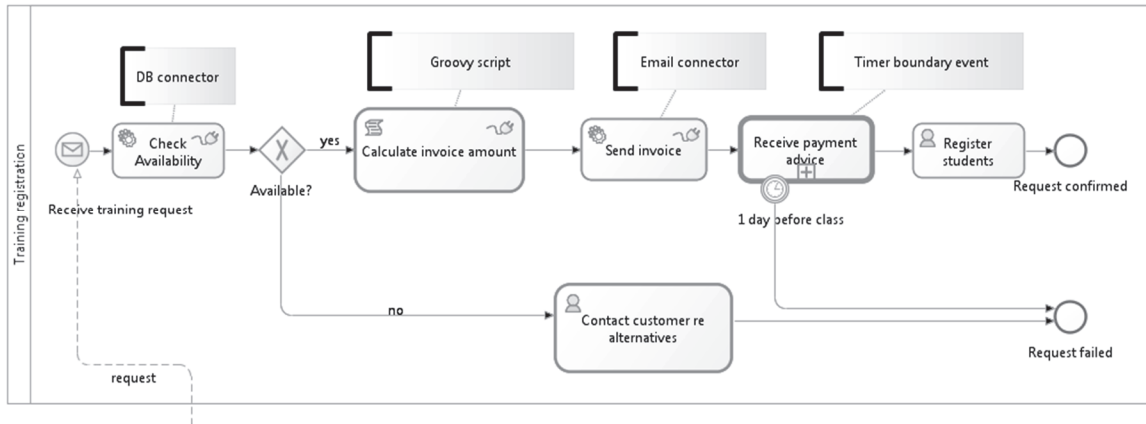 Training registration
DB connector
Groovy script
Email connector
Timer boundary event
Check
Availability
yes
Calculate invoice amount
Send invoice
Receive payment
advice
Register
students
Available?
Receive training request
Request confirmed
1 day before class
no
Contact customer re
alternatives
Request failed
request